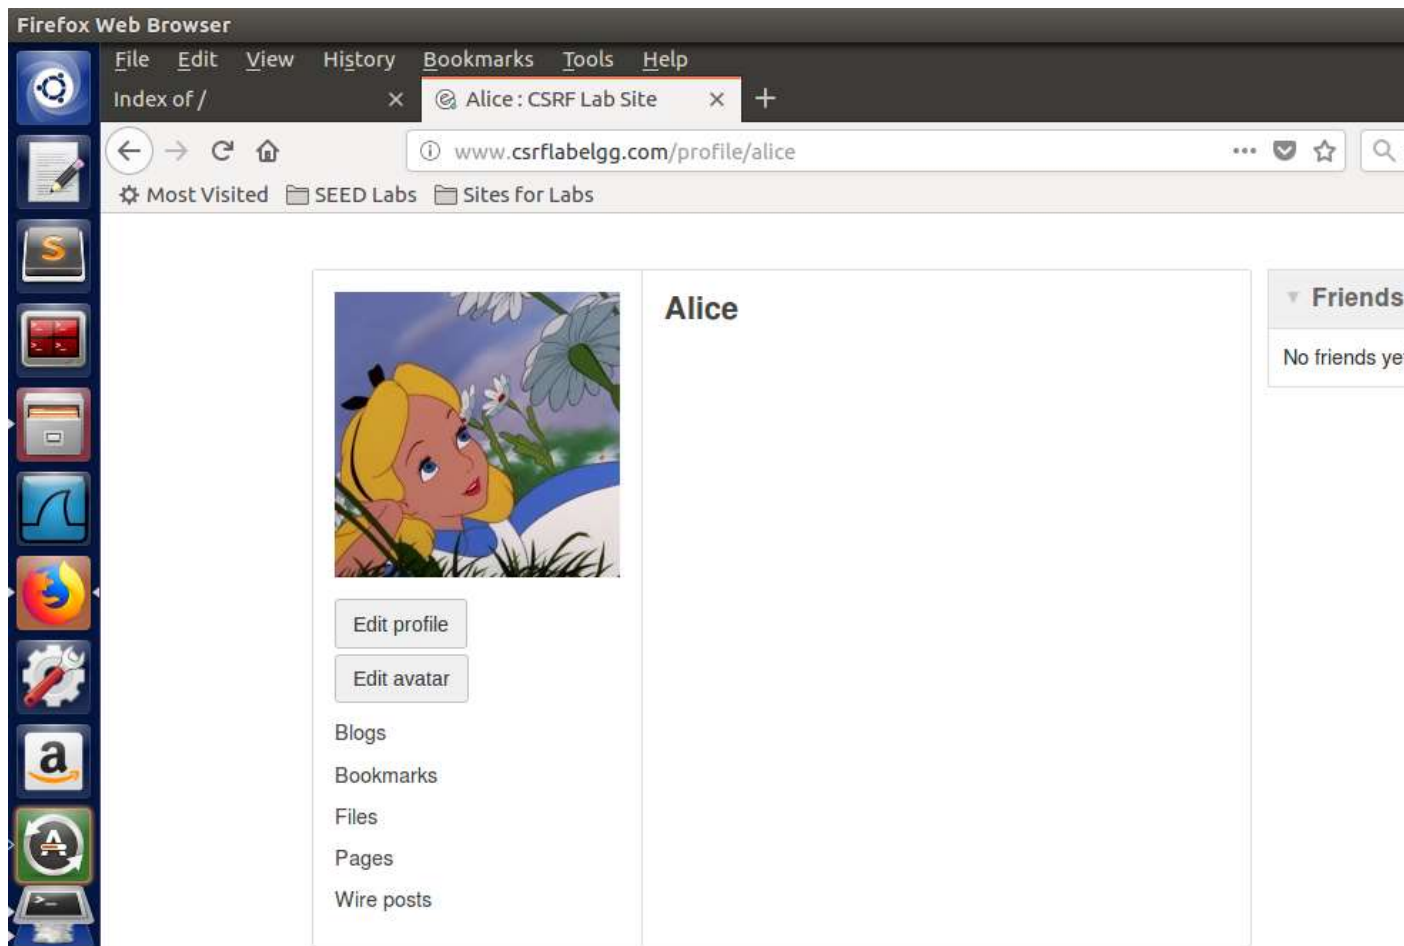 Firefox Web Browser
File Edit View History Bookmarks Tools Help
Index of / Alice : CSRF Lab Site
www.csrflabelgg.com/profile/alice
Most Visited SEED Labs Sites for Labs
Alice
Friends
No friends
Edit profile
Edit avatar
Blogs
Bookmarks
Files
Pages
Wire posts